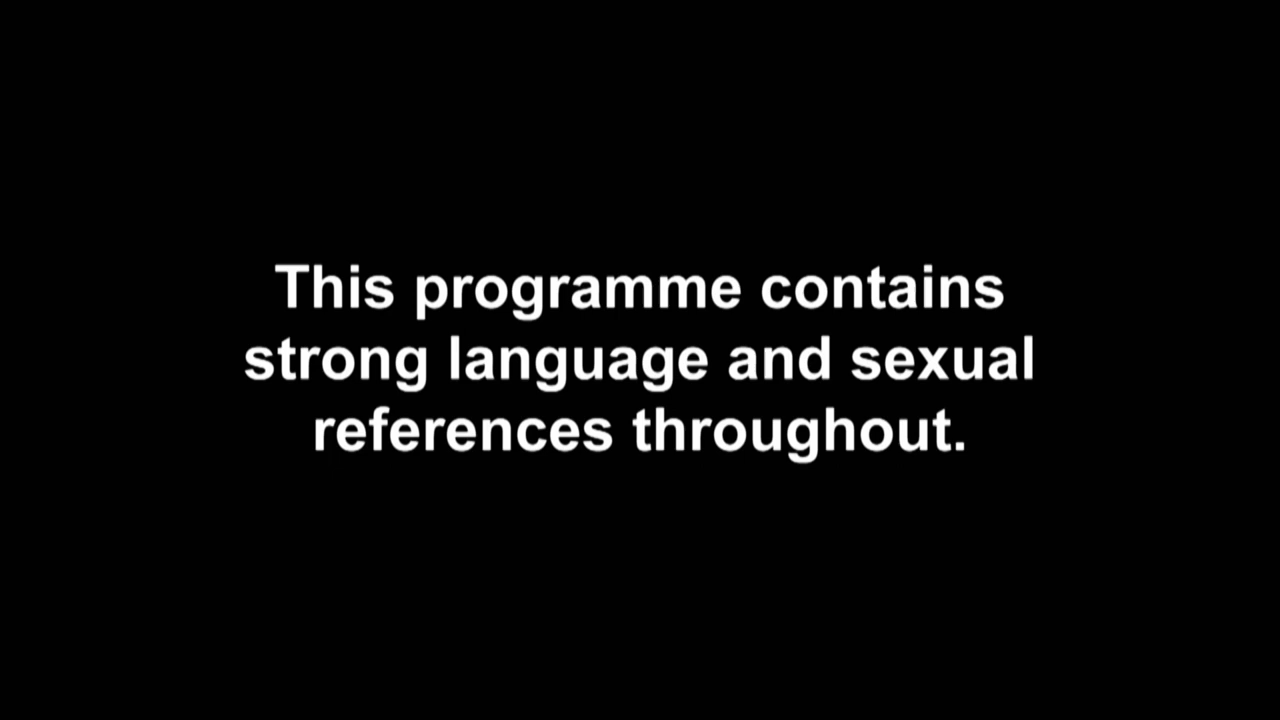 This programme contains
strong language and sexual
references throughout.